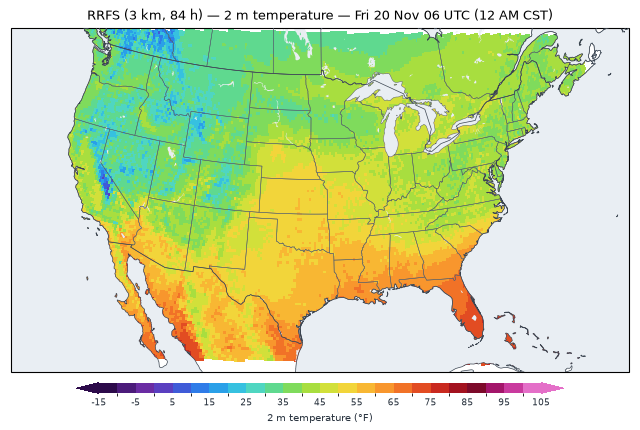 RRFS (3 km, 84 h) — 2 m temperature — Fri 20 Nov 06 UTC (12 AM CST)
-15 -5 5 15 25 35 45 55 65 75 85 95 105
2 m temperature (°F)